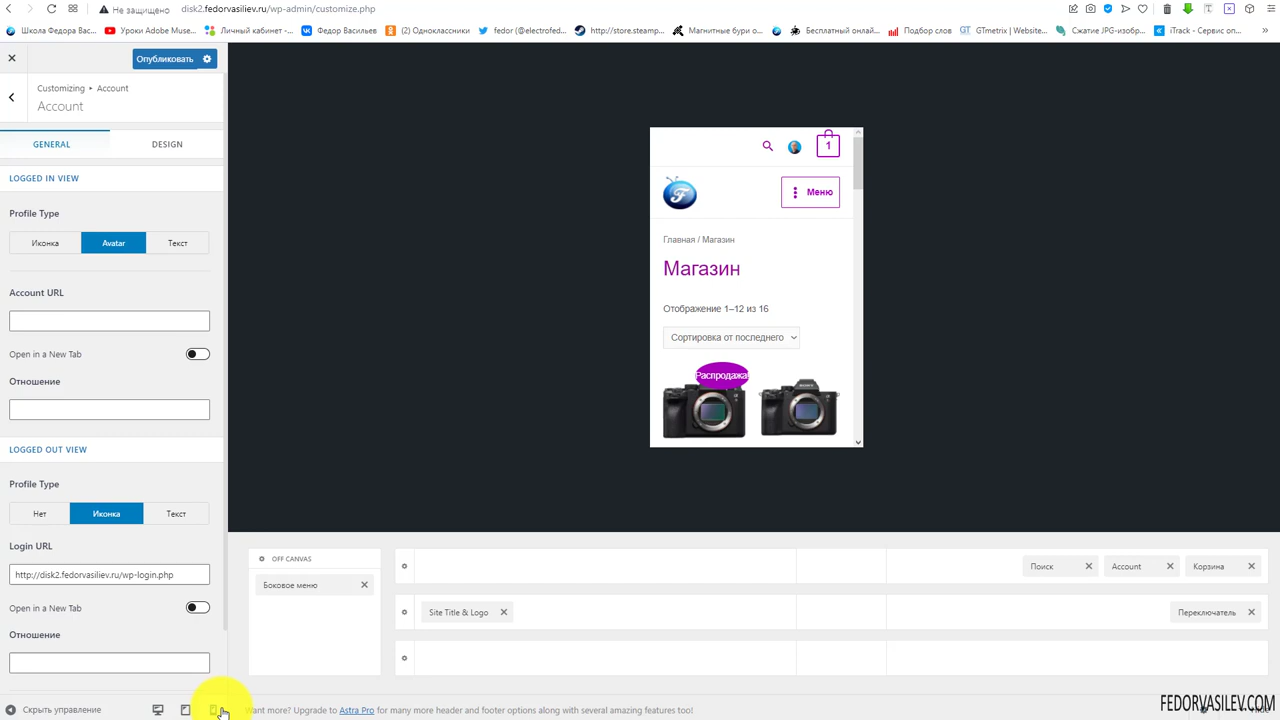 Не защищено
disk2.fedorvasiliev.ru/wp-admin/customize.php
Школа Федора Вас...
Уроки Adobe Muse...
Личный кабинет -...
Федор Васильев
(2) Одноклассники
fedor (@electrofed...
http://store.steamp...
Магнитные бури о...
Бесплатный онлай...
Подбор слов
GTmetrix | Website...
Сжатие JPG-изобр...
iTrack - Сервис оп...
Опубликовать
Customizing ▸ Account
Account
GENERAL
DESIGN
LOGGED IN VIEW
Profile Type
Иконка
Avatar
Текст
Account URL
Open in a New Tab
Отношение
LOGGED OUT VIEW
Profile Type
Нет
Иконка
Текст
Login URL
http://disk2.fedorvasiliev.ru/wp-login.php
Open in a New Tab
Отношение
Скрыть управление
1
F
Меню
Главная / Магазин
Магазин
Отображение 1–12 из 16
Сортировка от последнего
Распродажа!
SONY
OFF CANVAS
Боковое меню
Поиск
Account
Корзина
Site Title & Logo
Переключатель
Want more? Upgrade to Astra Pro for many more header and footer options along with several amazing features too!
FEDORVASILEV.COM